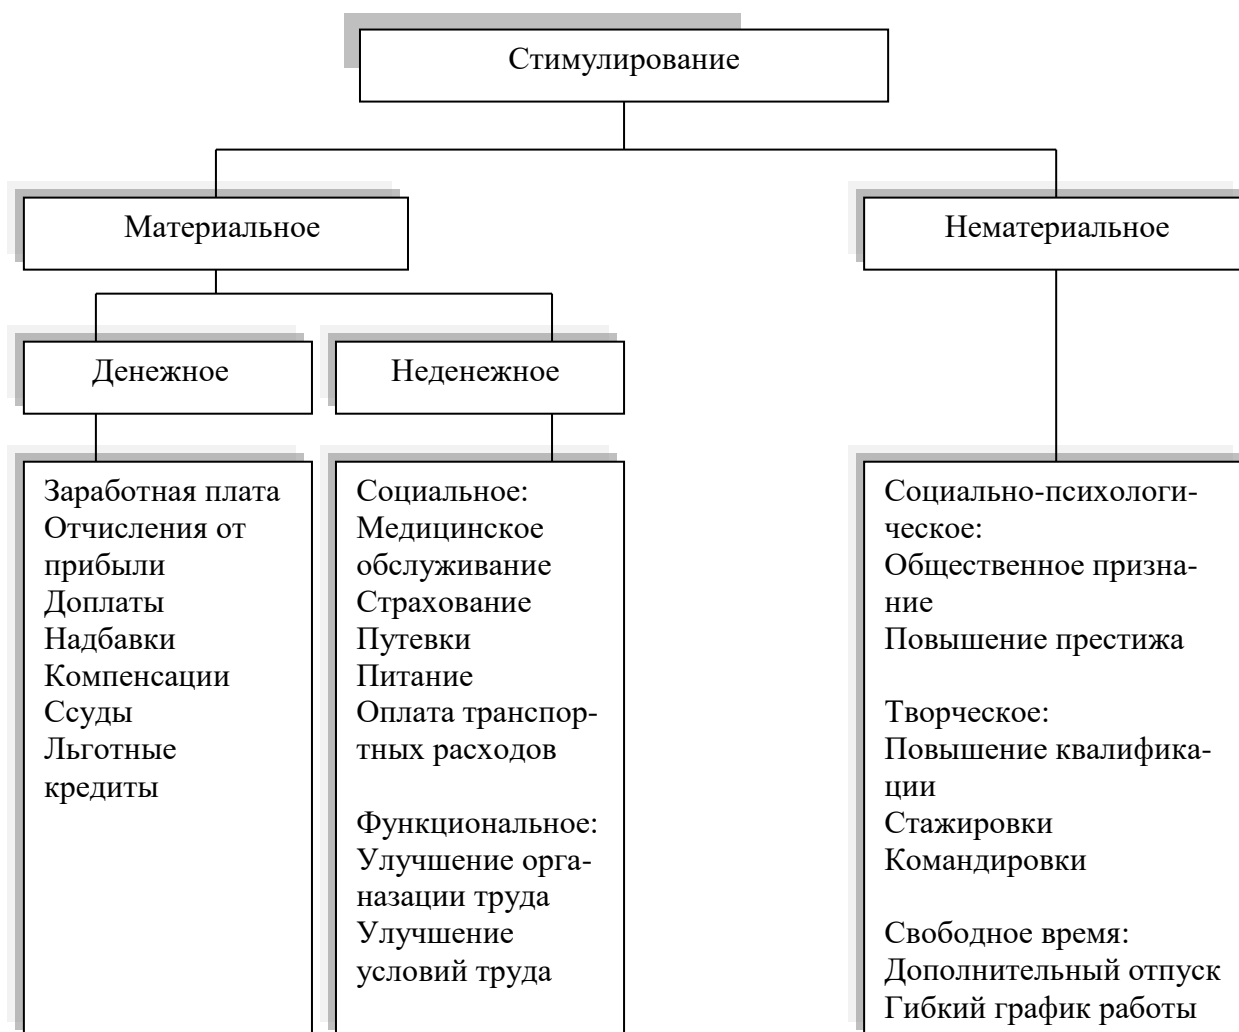 Стимулирование
Материальное
Нематериальное
Денежное
Неденежное
Заработная плата
Отчисления от
прибыли
Доплаты
Надбавки
Компенсации
Ссуды
Льготные
кредиты
Социальное:
Медицинское
обслуживание
Страхование
Путевки
Питание
Оплата транспор-
тных расходов
Функциональное:
Улучшение орга-
назации труда
Улучшение
условий труда
Социально-психологи-
ческое:
Общественное призна-
ние
Повышение престижа
Творческое:
Повышение квалифика-
ции
Стажировки
Командировки
Свободное время:
Дополнительный отпуск
Гибкий график работы